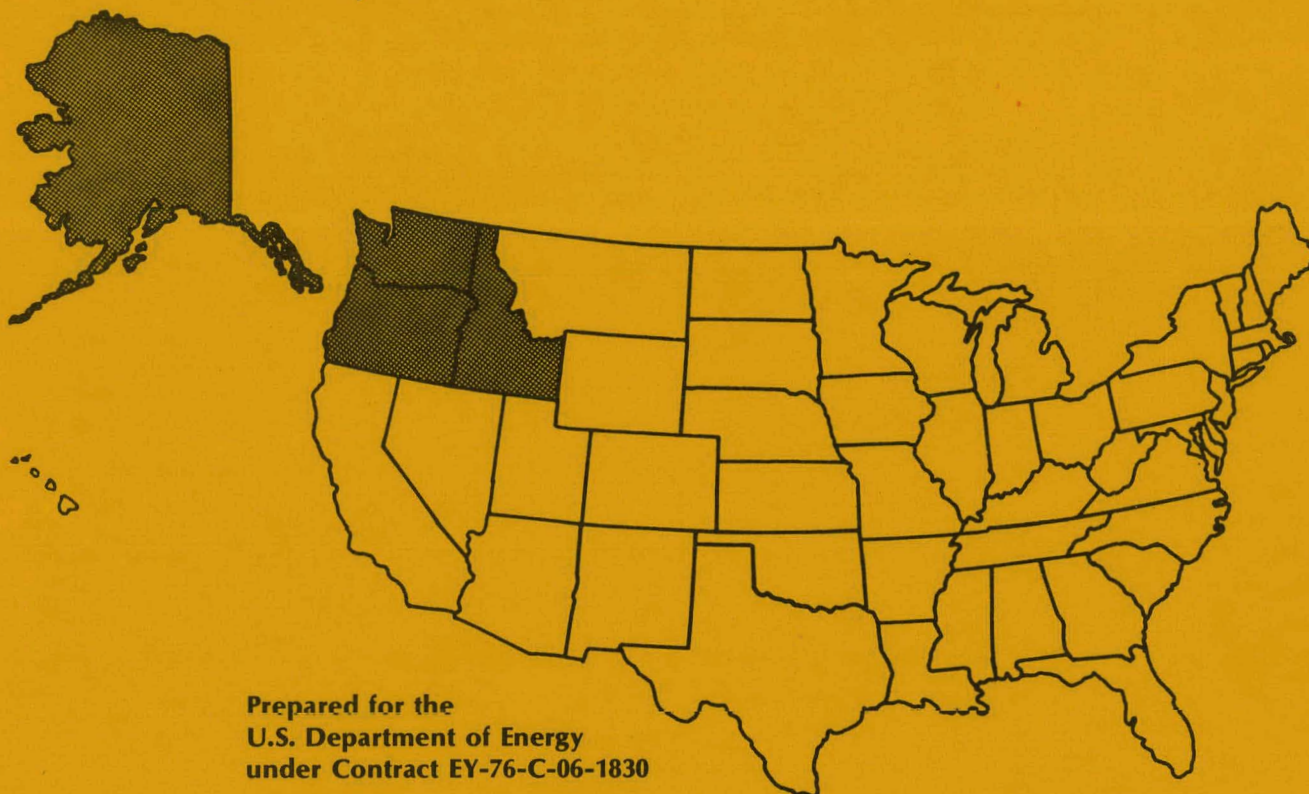 Prepared for the
U.S. Department of Energy
under Contract EY-76-C-06-1830